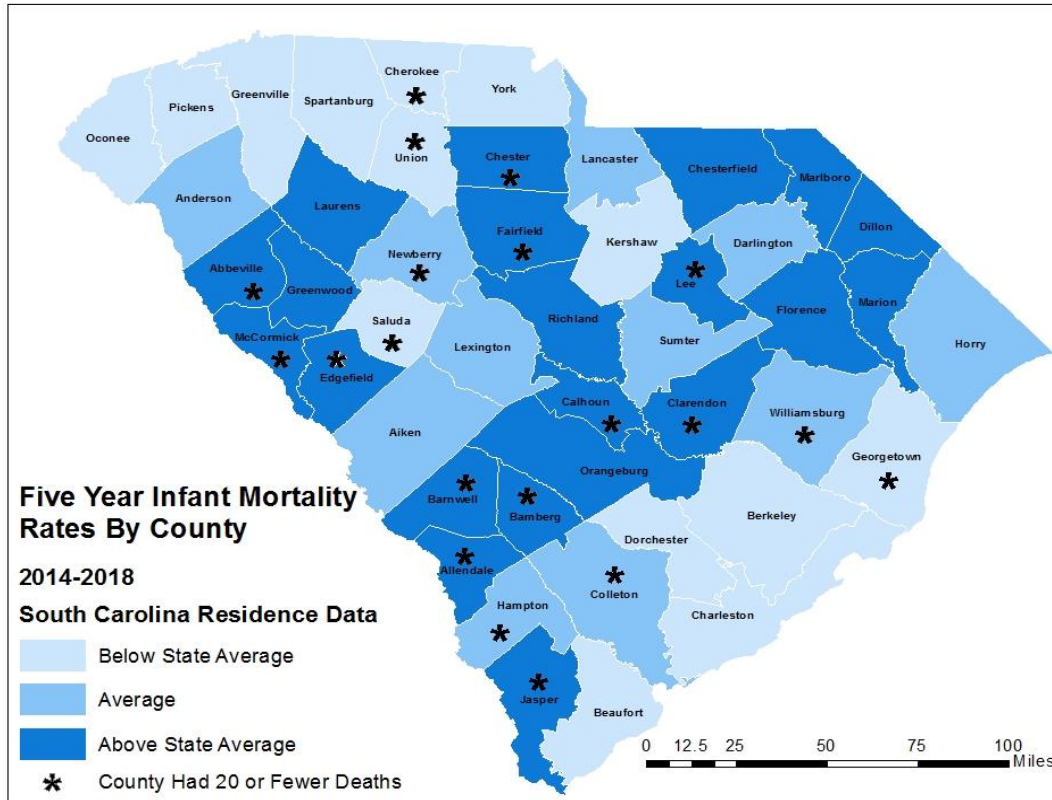 Cherokee
York
Greenville
Spartanburg
Pickens
Oconee
Union
Chester
Lancaster
Chesterfield
Marlboro
Anderson
Laurens
Dillon
Fairfield
Kershaw
Darlington
Newberry
Abbeville
Greenwood
Lee
Marion
Florence
Richland
Saluda
McCormick
Lexington
Sumter
Horry
Edgefield
Calhoun
Clarendon
Williamsburg
Aiken
Georgetown
Orangeburg
Barnwell
Bamberg
Berkeley
Dorchester
Allendale
Colleton
Hampton
Charleston
Jasper
Beaufort
Five Year Infant Mortality
Rates By County
2014-2018
South Carolina Residence Data
Below State Average
Average
Above State Average
* County Had 20 or Fewer Deaths
0 12.5 25 50 75 100
Miles